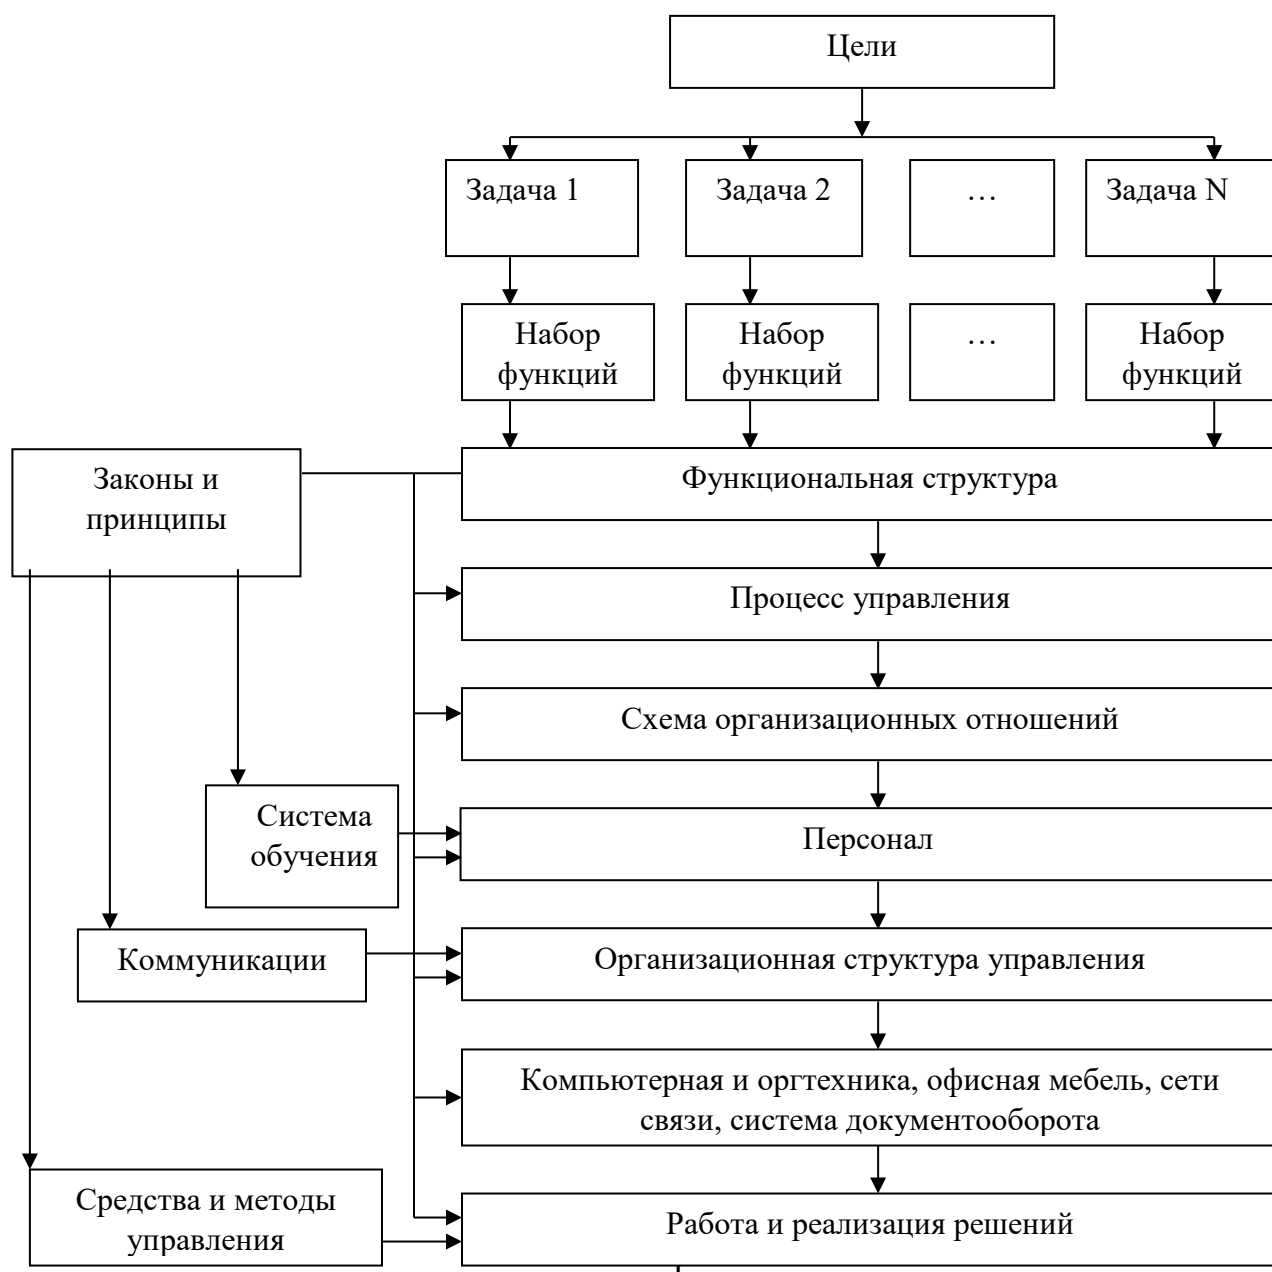 Цели
Задача 1
Задача 2
…
Задача N
Набор
функций
Набор
функций
…
Набор
функций
Законы и
принципы
Функциональная структура
Процесс управления
Схема организационных отношений
Система
обучения
Персонал
Коммуникации
Организационная структура управления
Компьютерная и оргтехника, офисная мебель, сети
связи, система документооборота
Средства и методы
управления
Работа и реализация решений